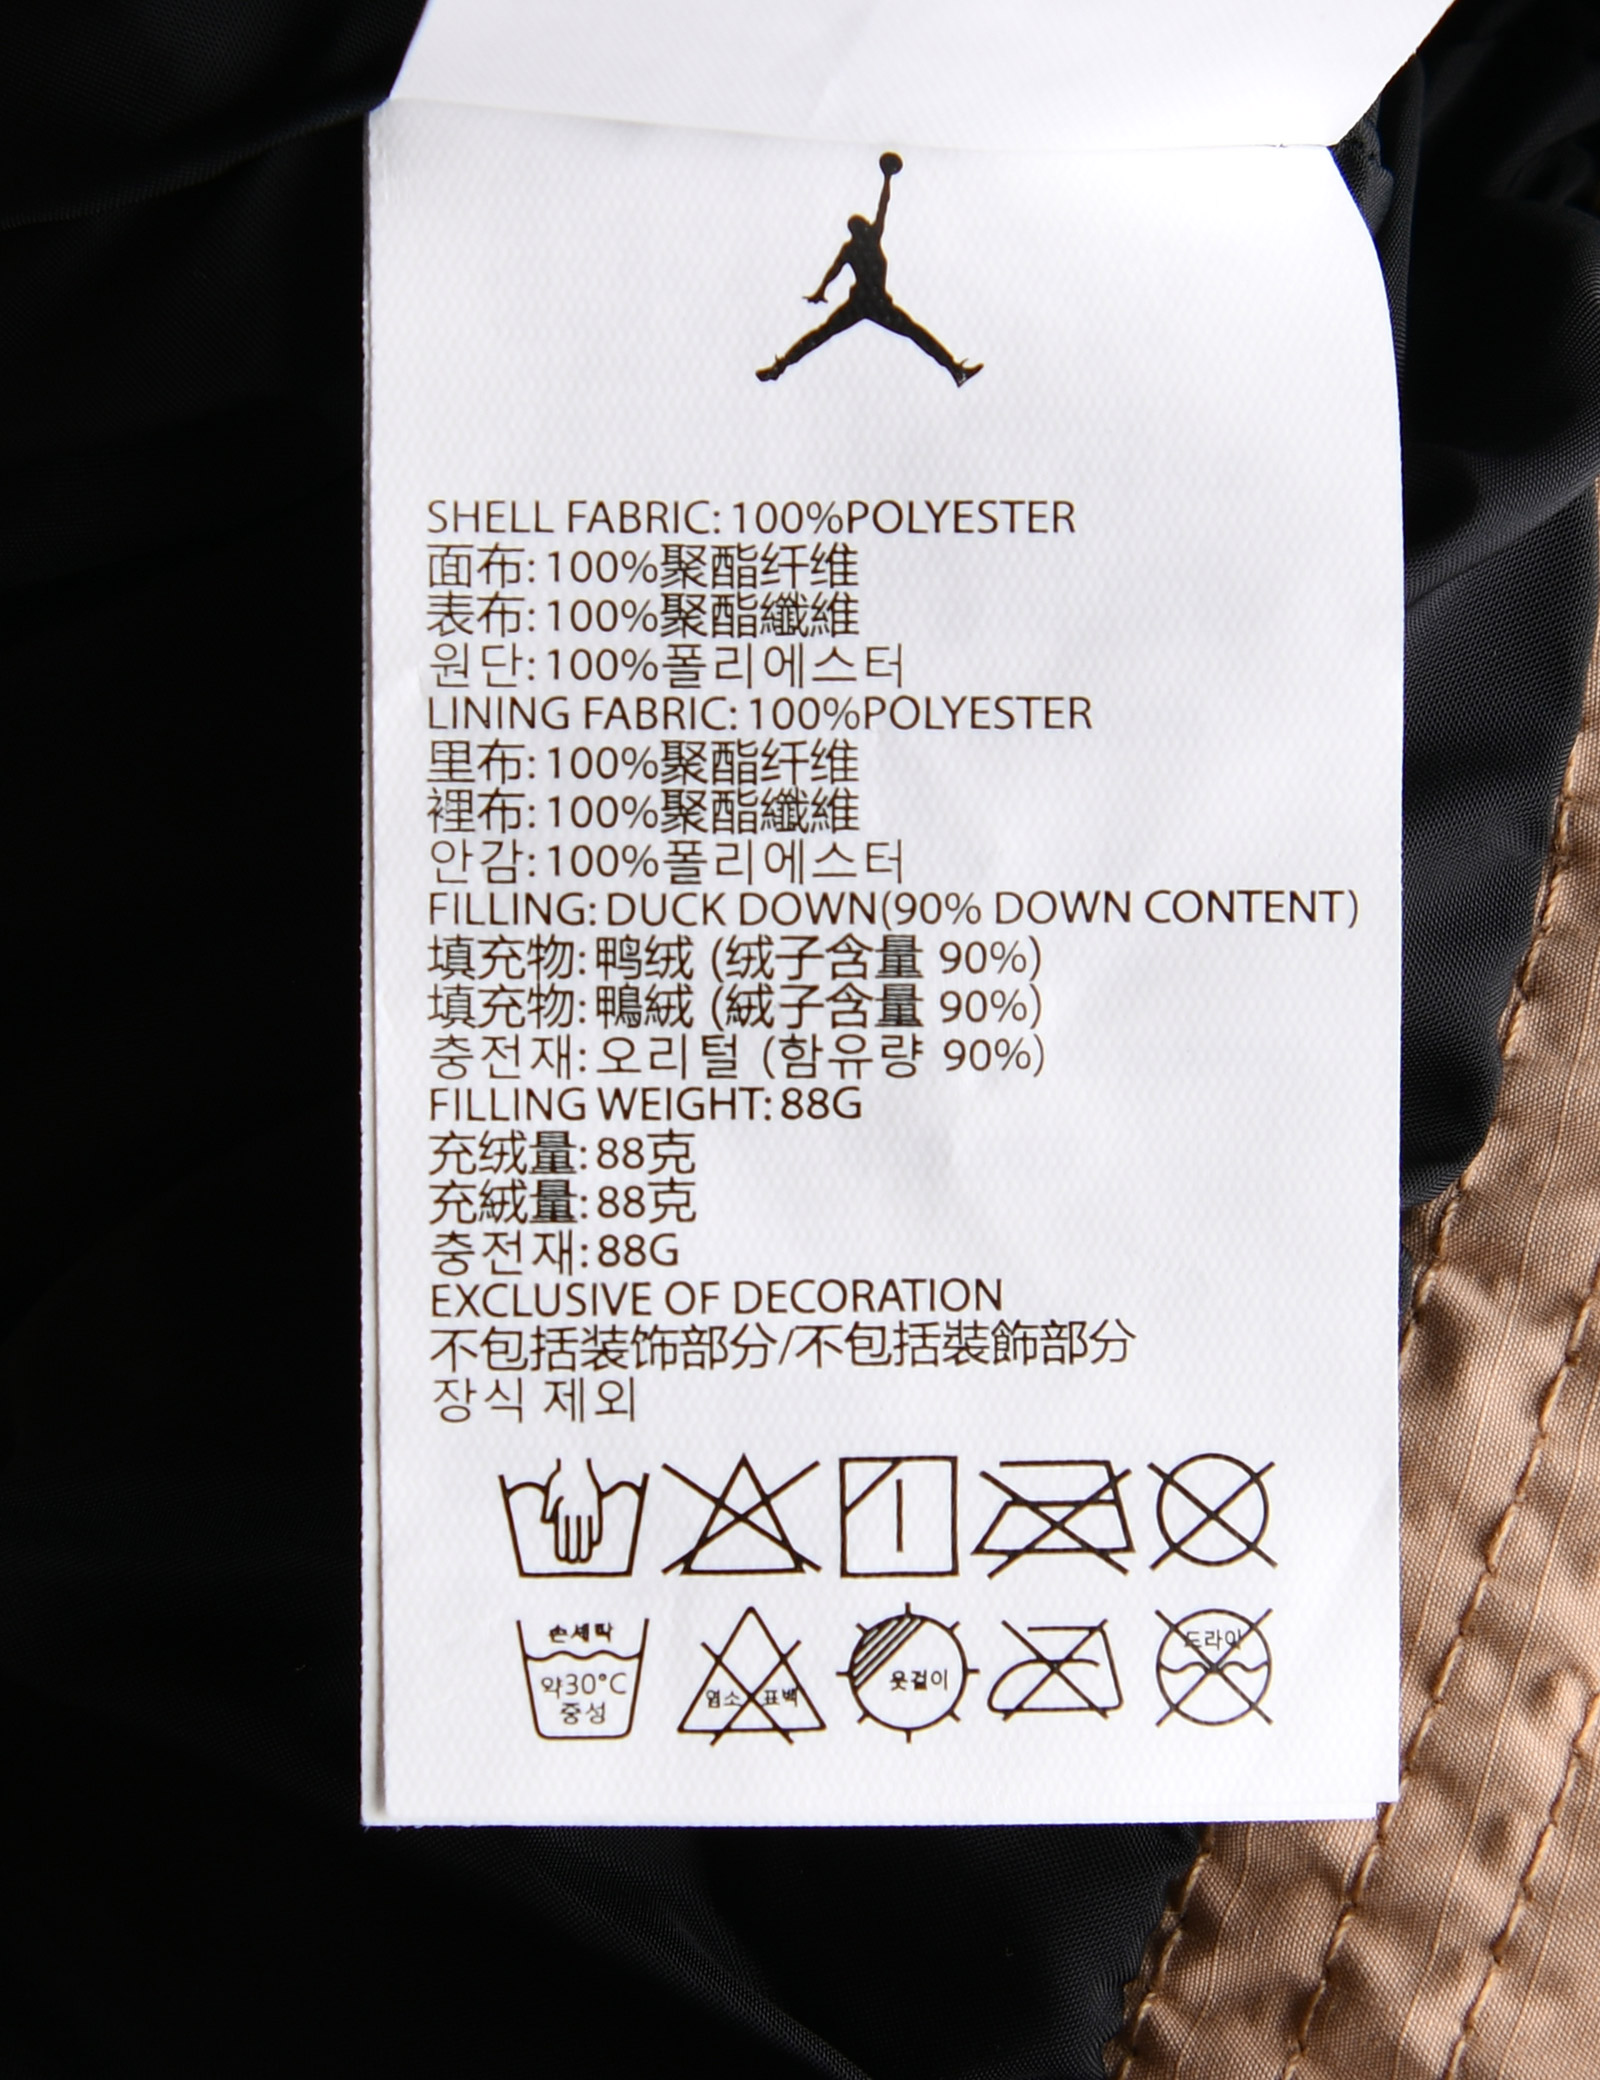 SHELL FABRIC: 100%POLYESTER
面布: 100%聚酯纤维
表布: 100%聚酯纖維
원단: 100%폴리에스터
LINING FABRIC: 100%POLYESTER
里布: 100%聚酯纤维
裡布: 100%聚酯纖維
안감: 100%폴리에스터
FILLING: DUCK DOWN(90% DOWN CONTENT)
填充物: 鸭绒 (绒子含量 90%)
填充物: 鴨絨 (絨子含量 90%)
충전재: 오리털 (함유량 90%)
FILLING WEIGHT: 88G
充绒量: 88克
充絨量: 88克
충전재: 88G
EXCLUSIVE OF DECORATION
不包括装饰部分/不包括裝飾部分
장식 제외
손세탁
약30°C
중성
염소 표백
옷걸이
드라이